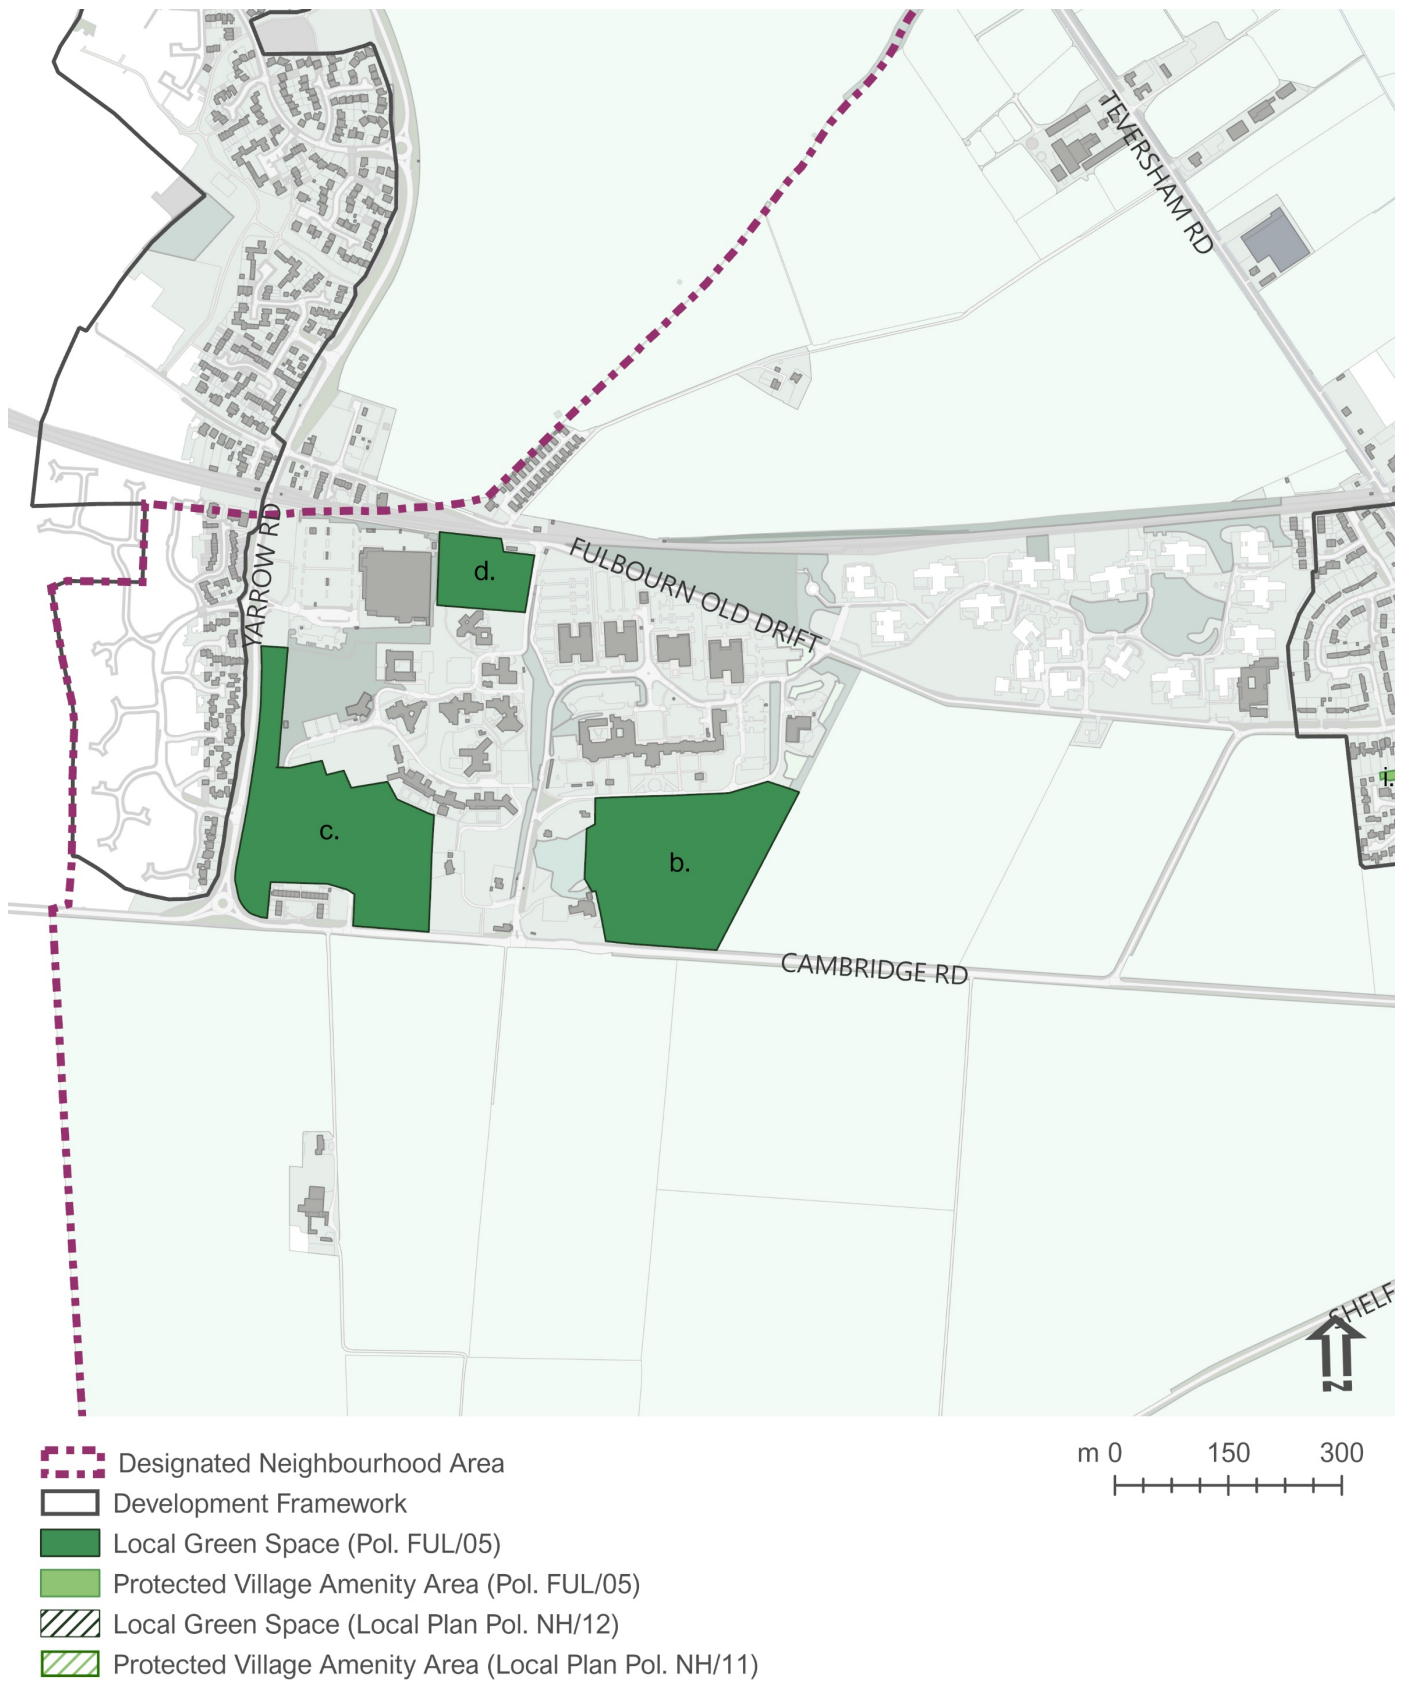 TEVERSHAM RD
YARROW RD
FULBOURN OLD DRIFT
d.
c.
b.
i.
CAMBRIDGE RD
SHELF
N
m 0 150 300
Designated Neighbourhood Area
Development Framework
Local Green Space (Pol. FUL/05)
Protected Village Amenity Area (Pol. FUL/05)
Local Green Space (Local Plan Pol. NH/12)
Protected Village Amenity Area (Local Plan Pol. NH/11)